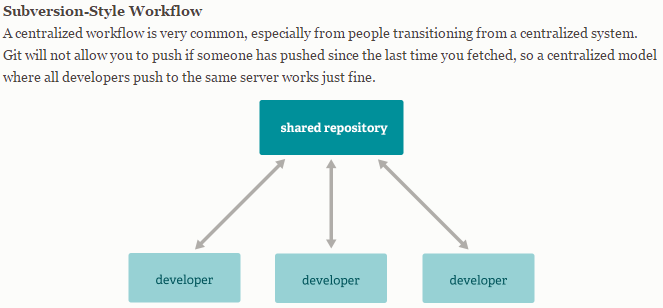 Subversion-Style Workflow
A centralized workflow is very common, especially from people transitioning from a centralized system.
Git will not allow you to push if someone has pushed since the last time you fetched, so a centralized model
where all developers push to the same server works just fine.
shared repository
developer
developer
developer